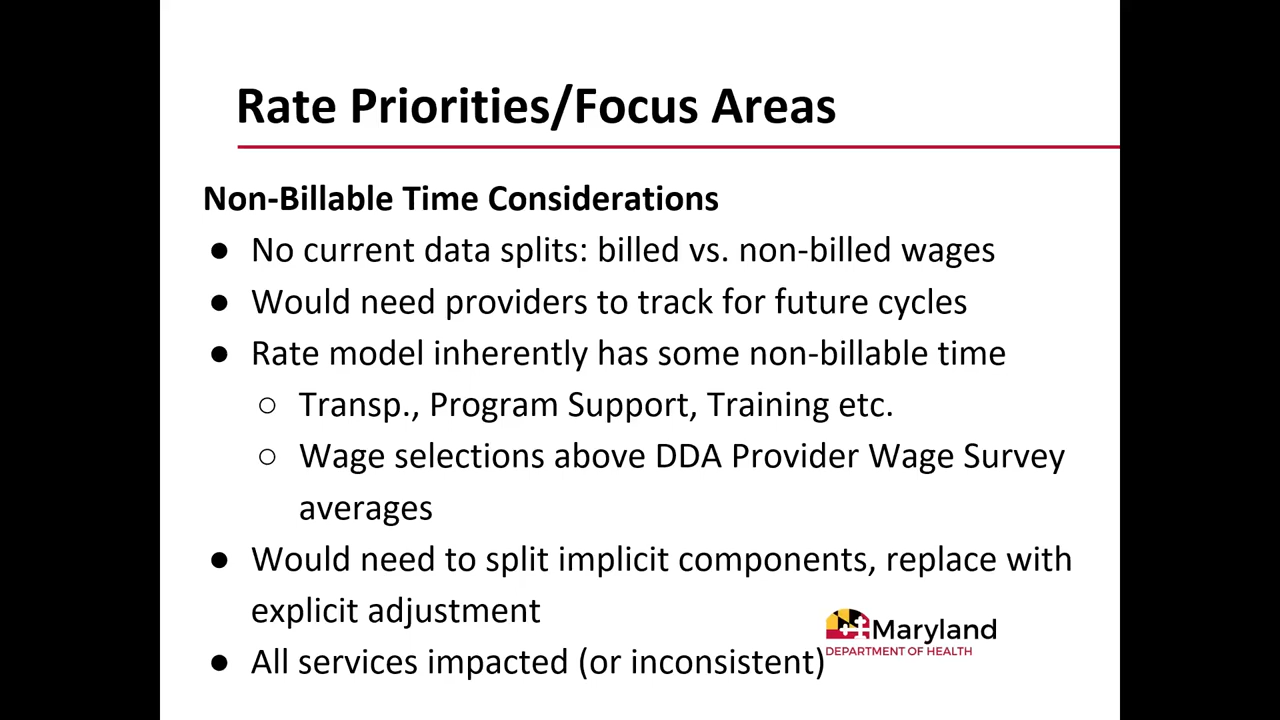 Rate Priorities/Focus Areas
Non-Billable Time Considerations
● No current data splits: billed vs. non-billed wages
● Would need providers to track for future cycles
● Rate model inherently has some non-billable time
○ Transp., Program Support, Training etc.
○ Wage selections above DDA Provider Wage Survey
averages
● Would need to split implicit components, replace with
explicit adjustment
● All services impacted (or inconsistent)
Maryland
DEPARTMENT OF HEALTH